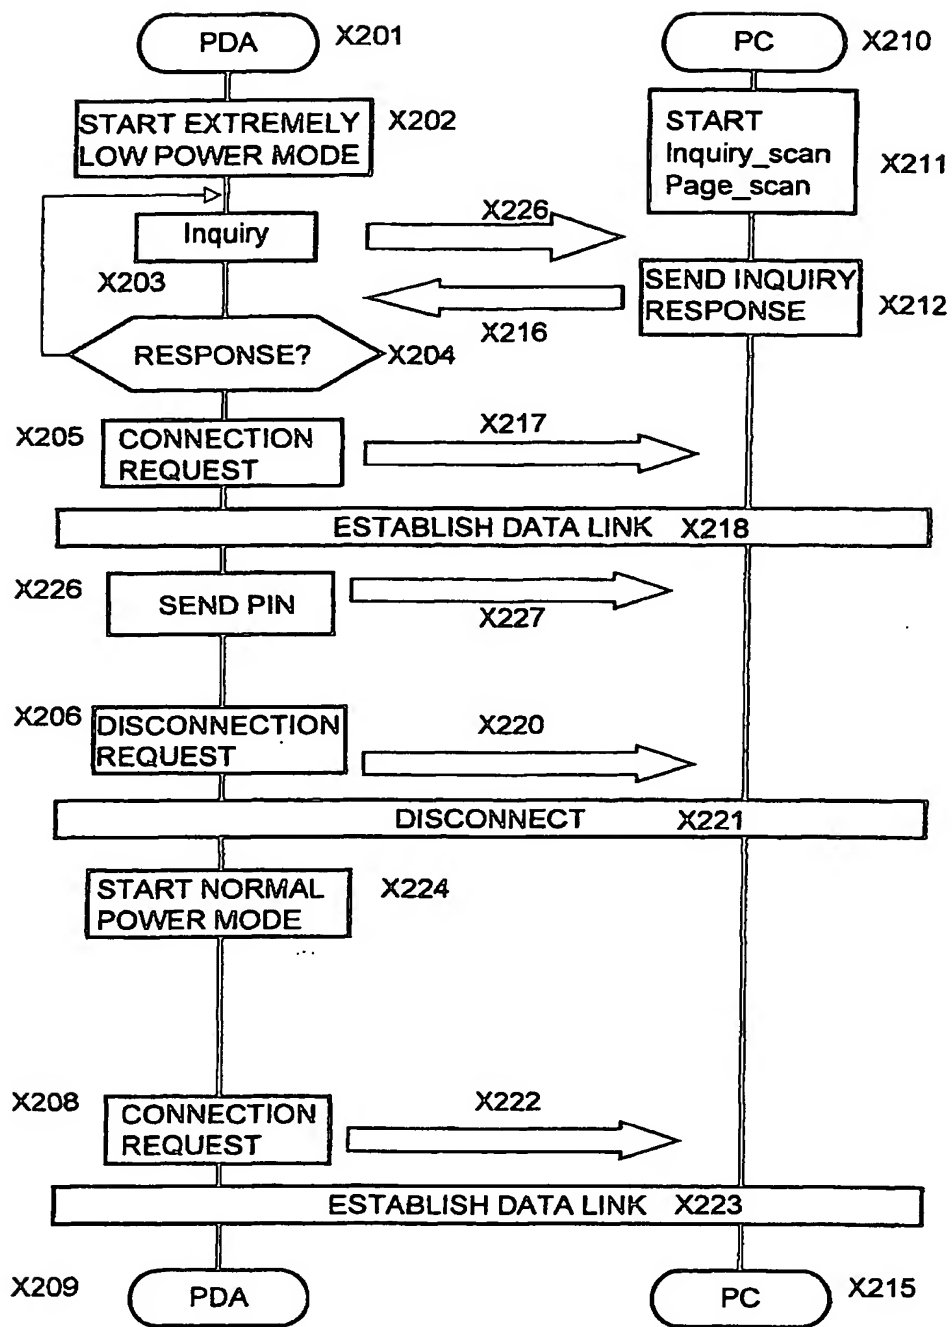 PDA X201
PC X210
START EXTREMELY
LOW POWER MODE
X202
START
Inquiry_scan
Page_scan
X211
Inquiry
X203
X226
SEND INQUIRY
RESPONSE
X212
X216
RESPONSE? X204
X205
CONNECTION
REQUEST
X217
ESTABLISH DATA LINK X218
X226
SEND PIN
X227
X206
DISCONNECTION
REQUEST
X220
DISCONNECT X221
START NORMAL
POWER MODE
X224
X208
CONNECTION
REQUEST
X222
ESTABLISH DATA LINK X223
X209
PDA
PC
X215